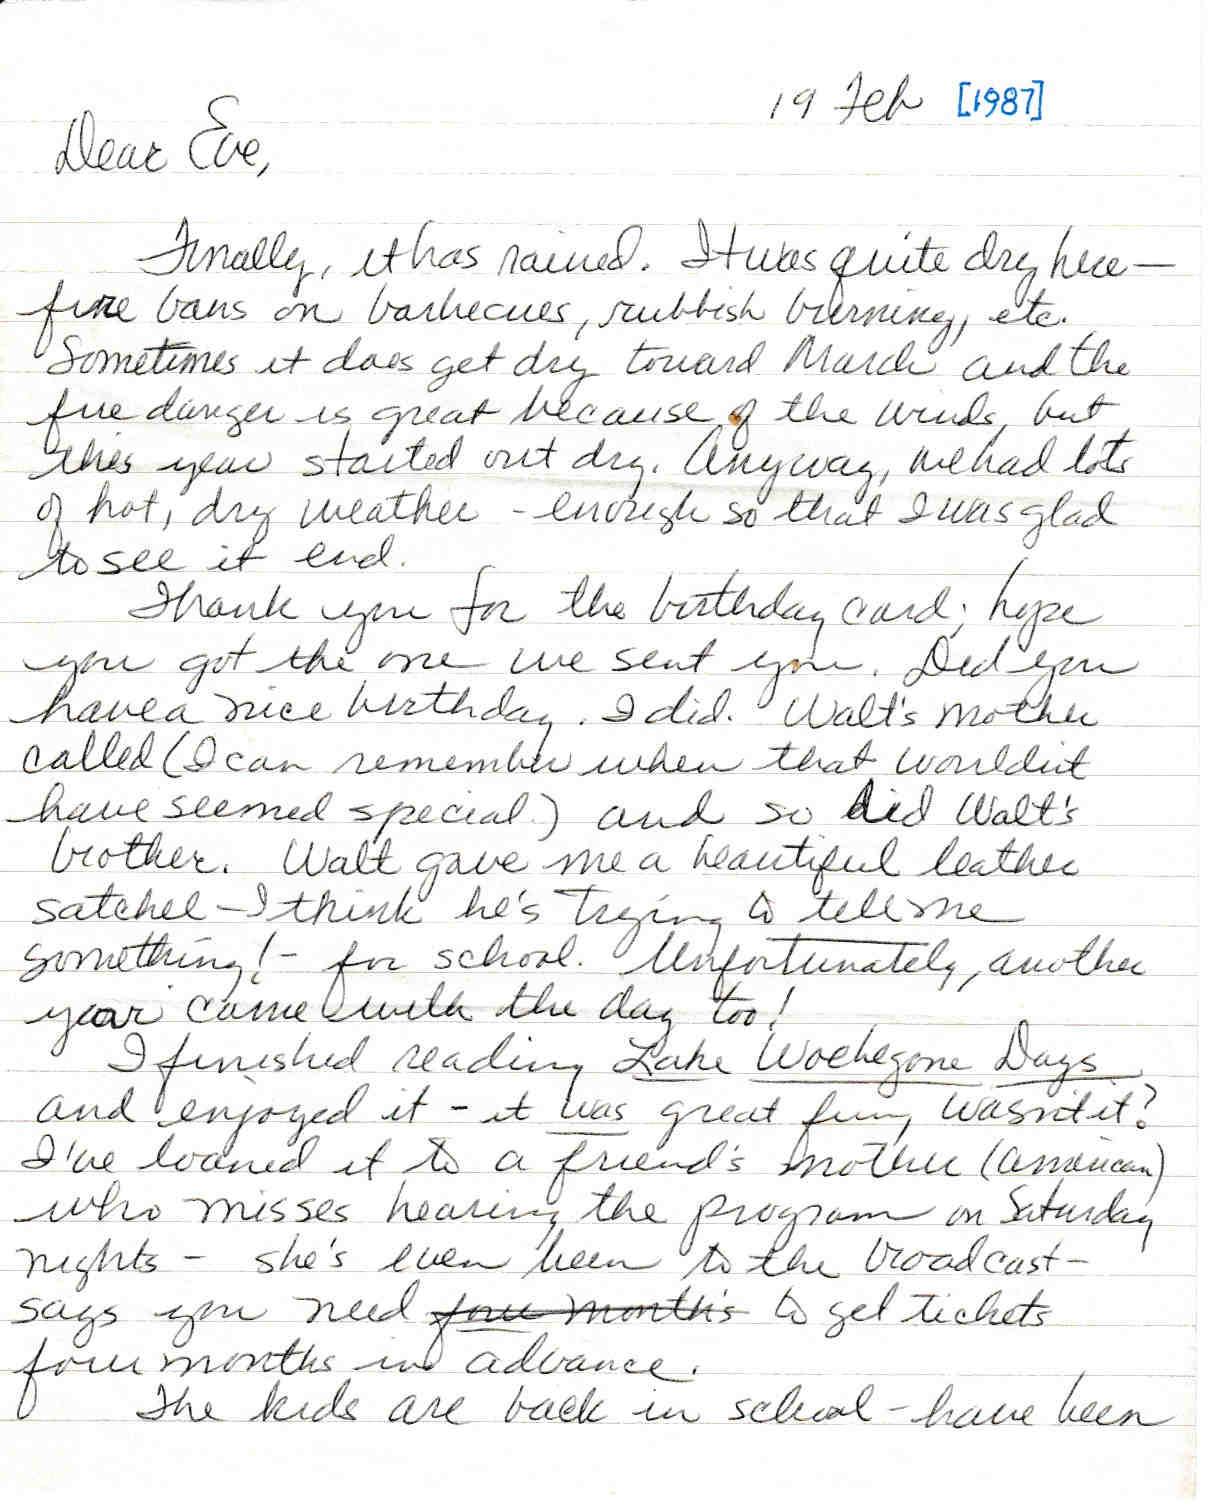 19 Feb [1987]
Dear Eve,
Finally, it has rained. It was quite dry here —
fire bans on barbecues, rubbish burning, etc.
Sometimes it does get dry toward March and the
fire danger is great because of the winds, but
this year started out dry. Anyway, we had lots
of hot, dry weather - enough so that I was glad
to see it end.
Thank you for the birthday card; hope
you got the one we sent you. Did you
have a nice birthday. I did. Walt's mother
called (I can remember when that wouldn't
have seemed special.) and so did Walt's
brother. Walt gave me a beautiful leather
satchel - I think he's trying to tell me
something! - for school. Unfortunately, another
year came with the day too!
I finished reading Lake Wobegone Days
and enjoyed it - it was great fun, wasn't it?
I've loaned it to a friend's mother (American)
who misses hearing the program on Saturday
nights - she's even been to the broadcast -
says you need four months to get tickets
four months in advance.
The kids are back in school - have been